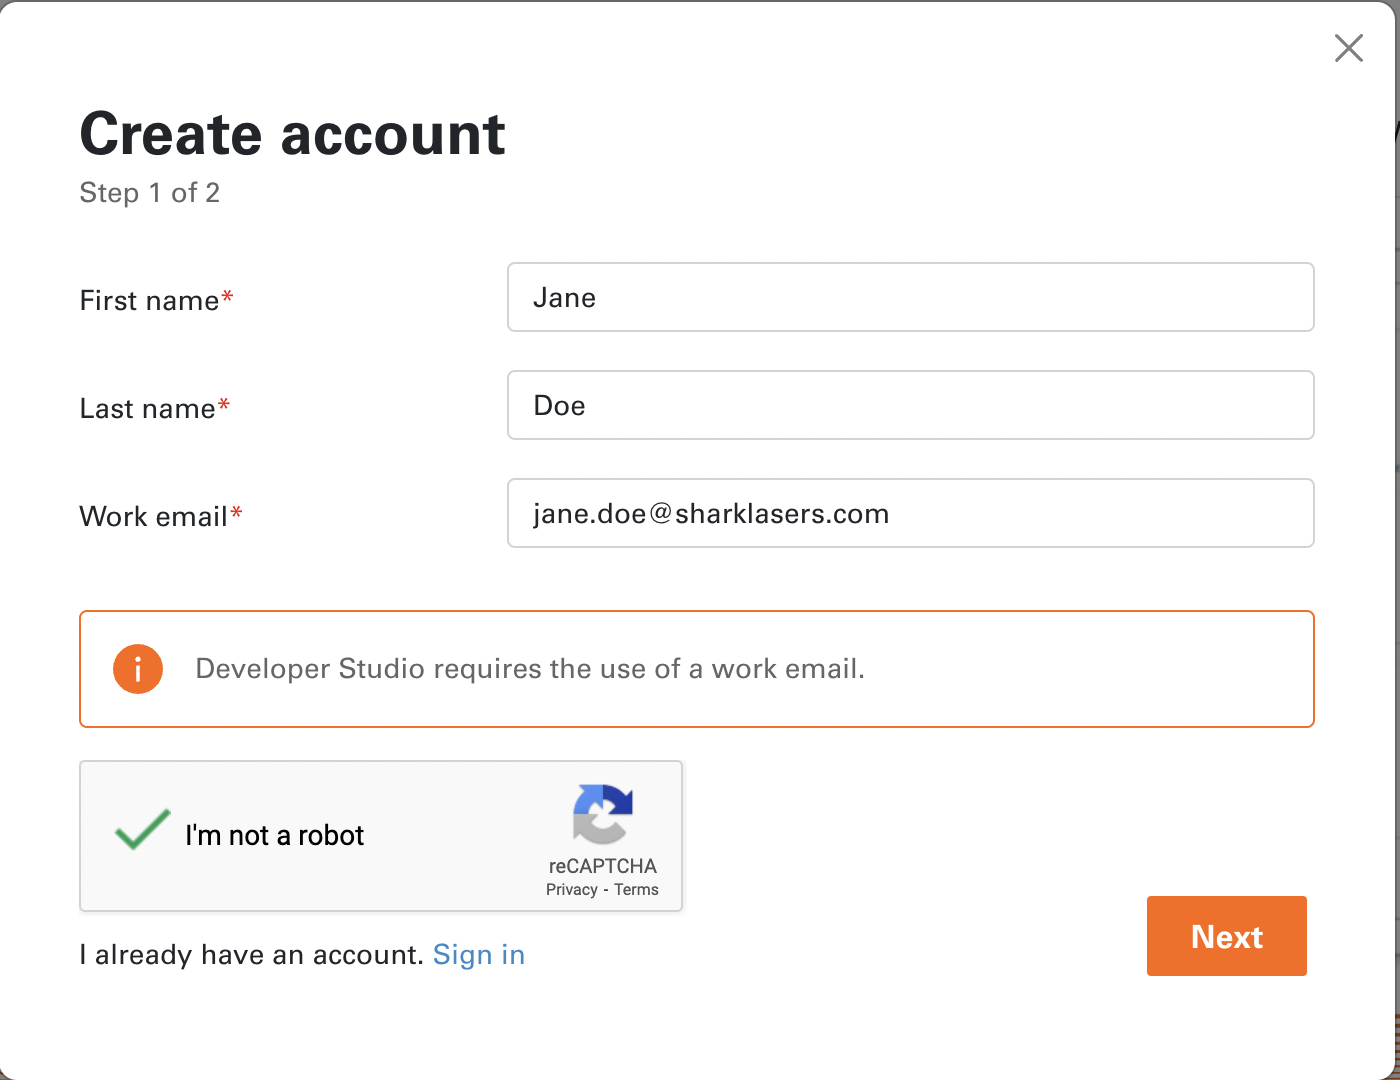 Create account
Step 1 of 2
First name*
Jane
Last name*
Doe
Work email*
jane.doe@sharklasers.com
Developer Studio requires the use of a work email.
I'm not a robot
reCAPTCHA
Privacy - Terms
I already have an account. Sign in
Next